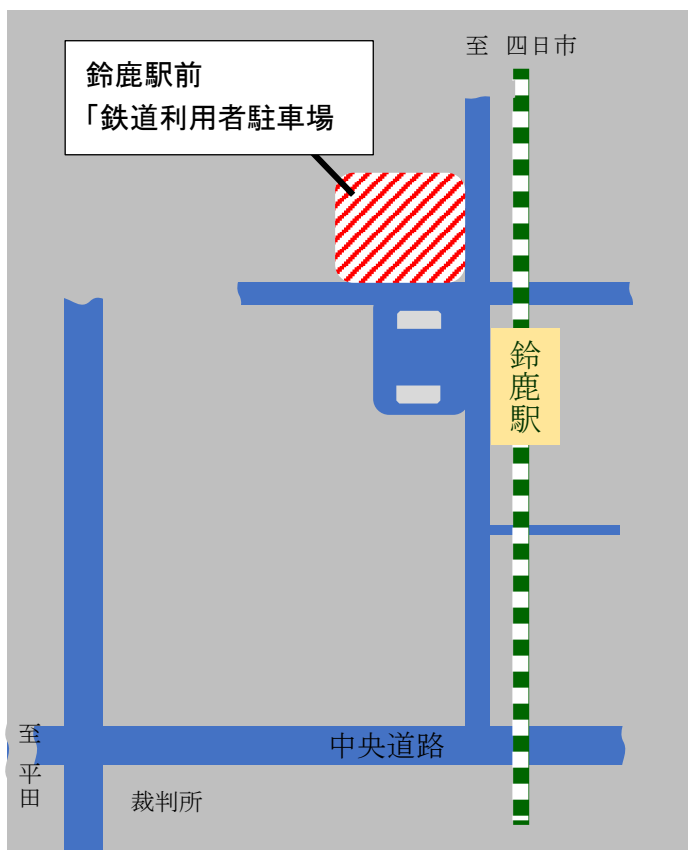 至 四日市
鈴鹿駅前
「鉄道利用者駐車場
鈴鹿駅
中央道路
至 平田
裁判所